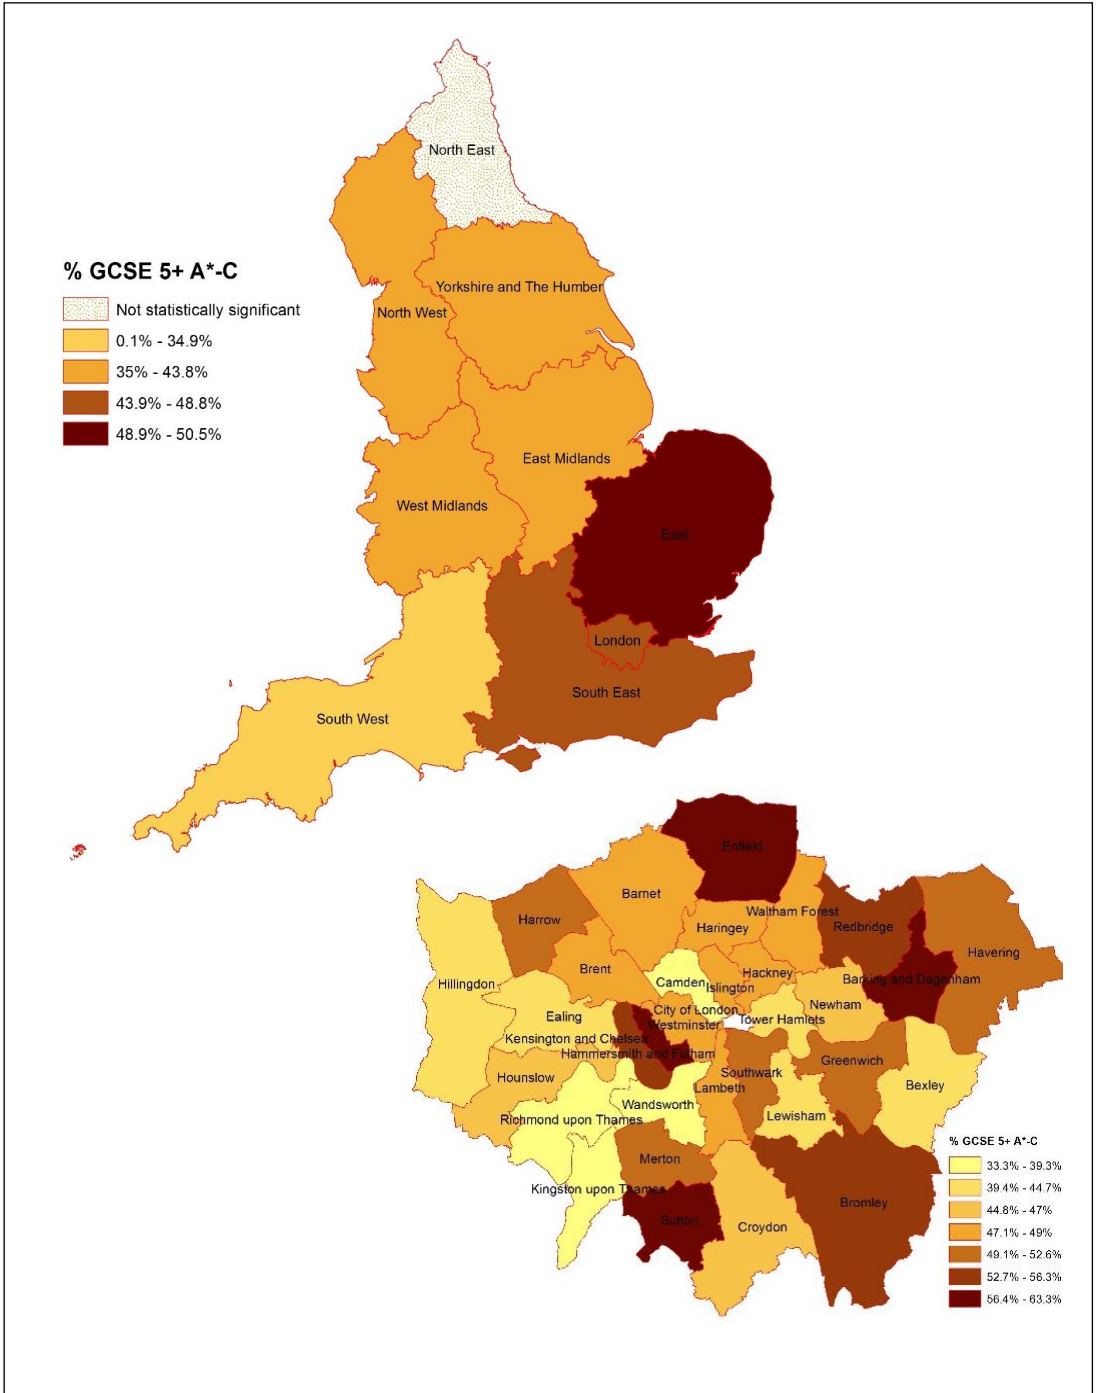 North East
% GCSE 5+ A*-C
Not statistically significant
0.1% - 34.9%
35% - 43.8%
43.9% - 48.8%
48.9% - 50.5%
Yorkshire and The Humber
North West
East Midlands
West Midlands
East
London
South East
South West
Enfield
Barnet
Waltham Forest
Harrow
Haringey
Redbridge
Havering
Brent
Hackney
Camden
Islington
Barking and Dagenham
Hillingdon
Newham
City of London
Ealing
Tower Hamlets
Westminster
Kensington and Chelsea
Hammersmith and Fulham
Greenwich
Southwark
Hounslow
Lambeth
Bexley
Wandsworth
Richmond upon Thames
Lewisham
Merton
Kingston upon Thames
Bromley
Sutton
Croydon
% GCSE 5+ A*-C
33.3% - 39.3%
39.4% - 44.7%
44.8% - 47%
47.1% - 49%
49.1% - 52.6%
52.7% - 56.3%
56.4% - 63.3%